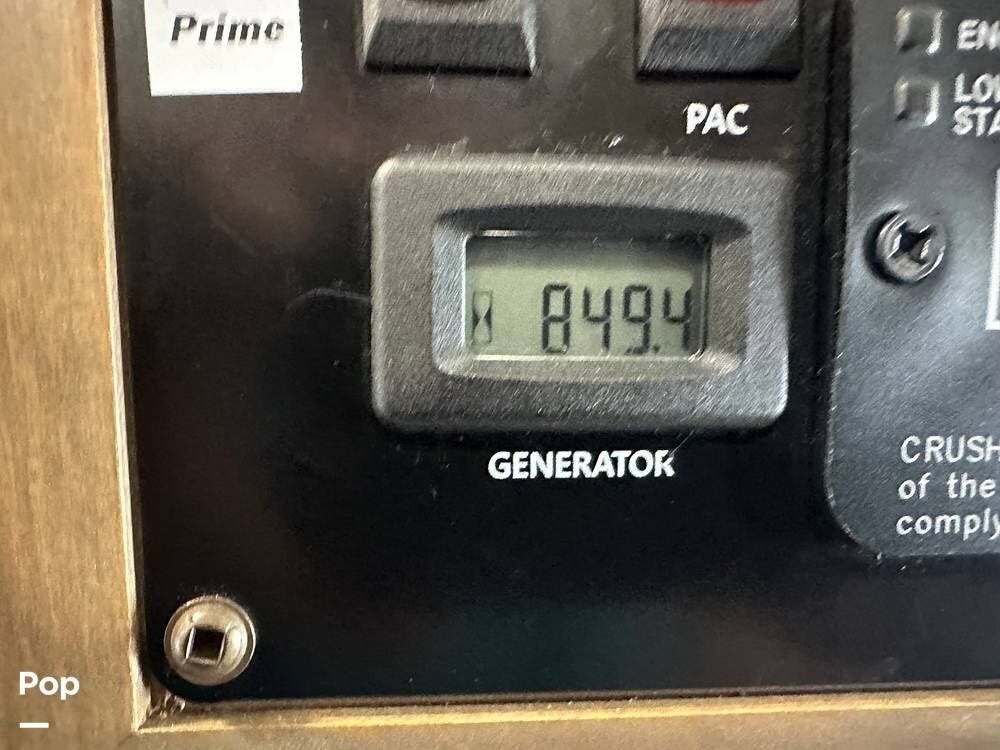 Prime
PAC
849.4
GENERATOR
CRUSH
of the
comply
Pop